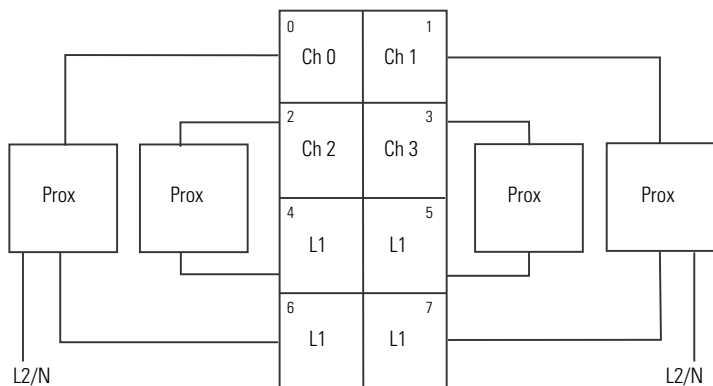 0 1
Ch 0 Ch 1
2 3
Ch 2 Ch 3
Prox Prox Prox Prox
4 5
L1 L1
6 7
L1 L1
L2/N L2/N